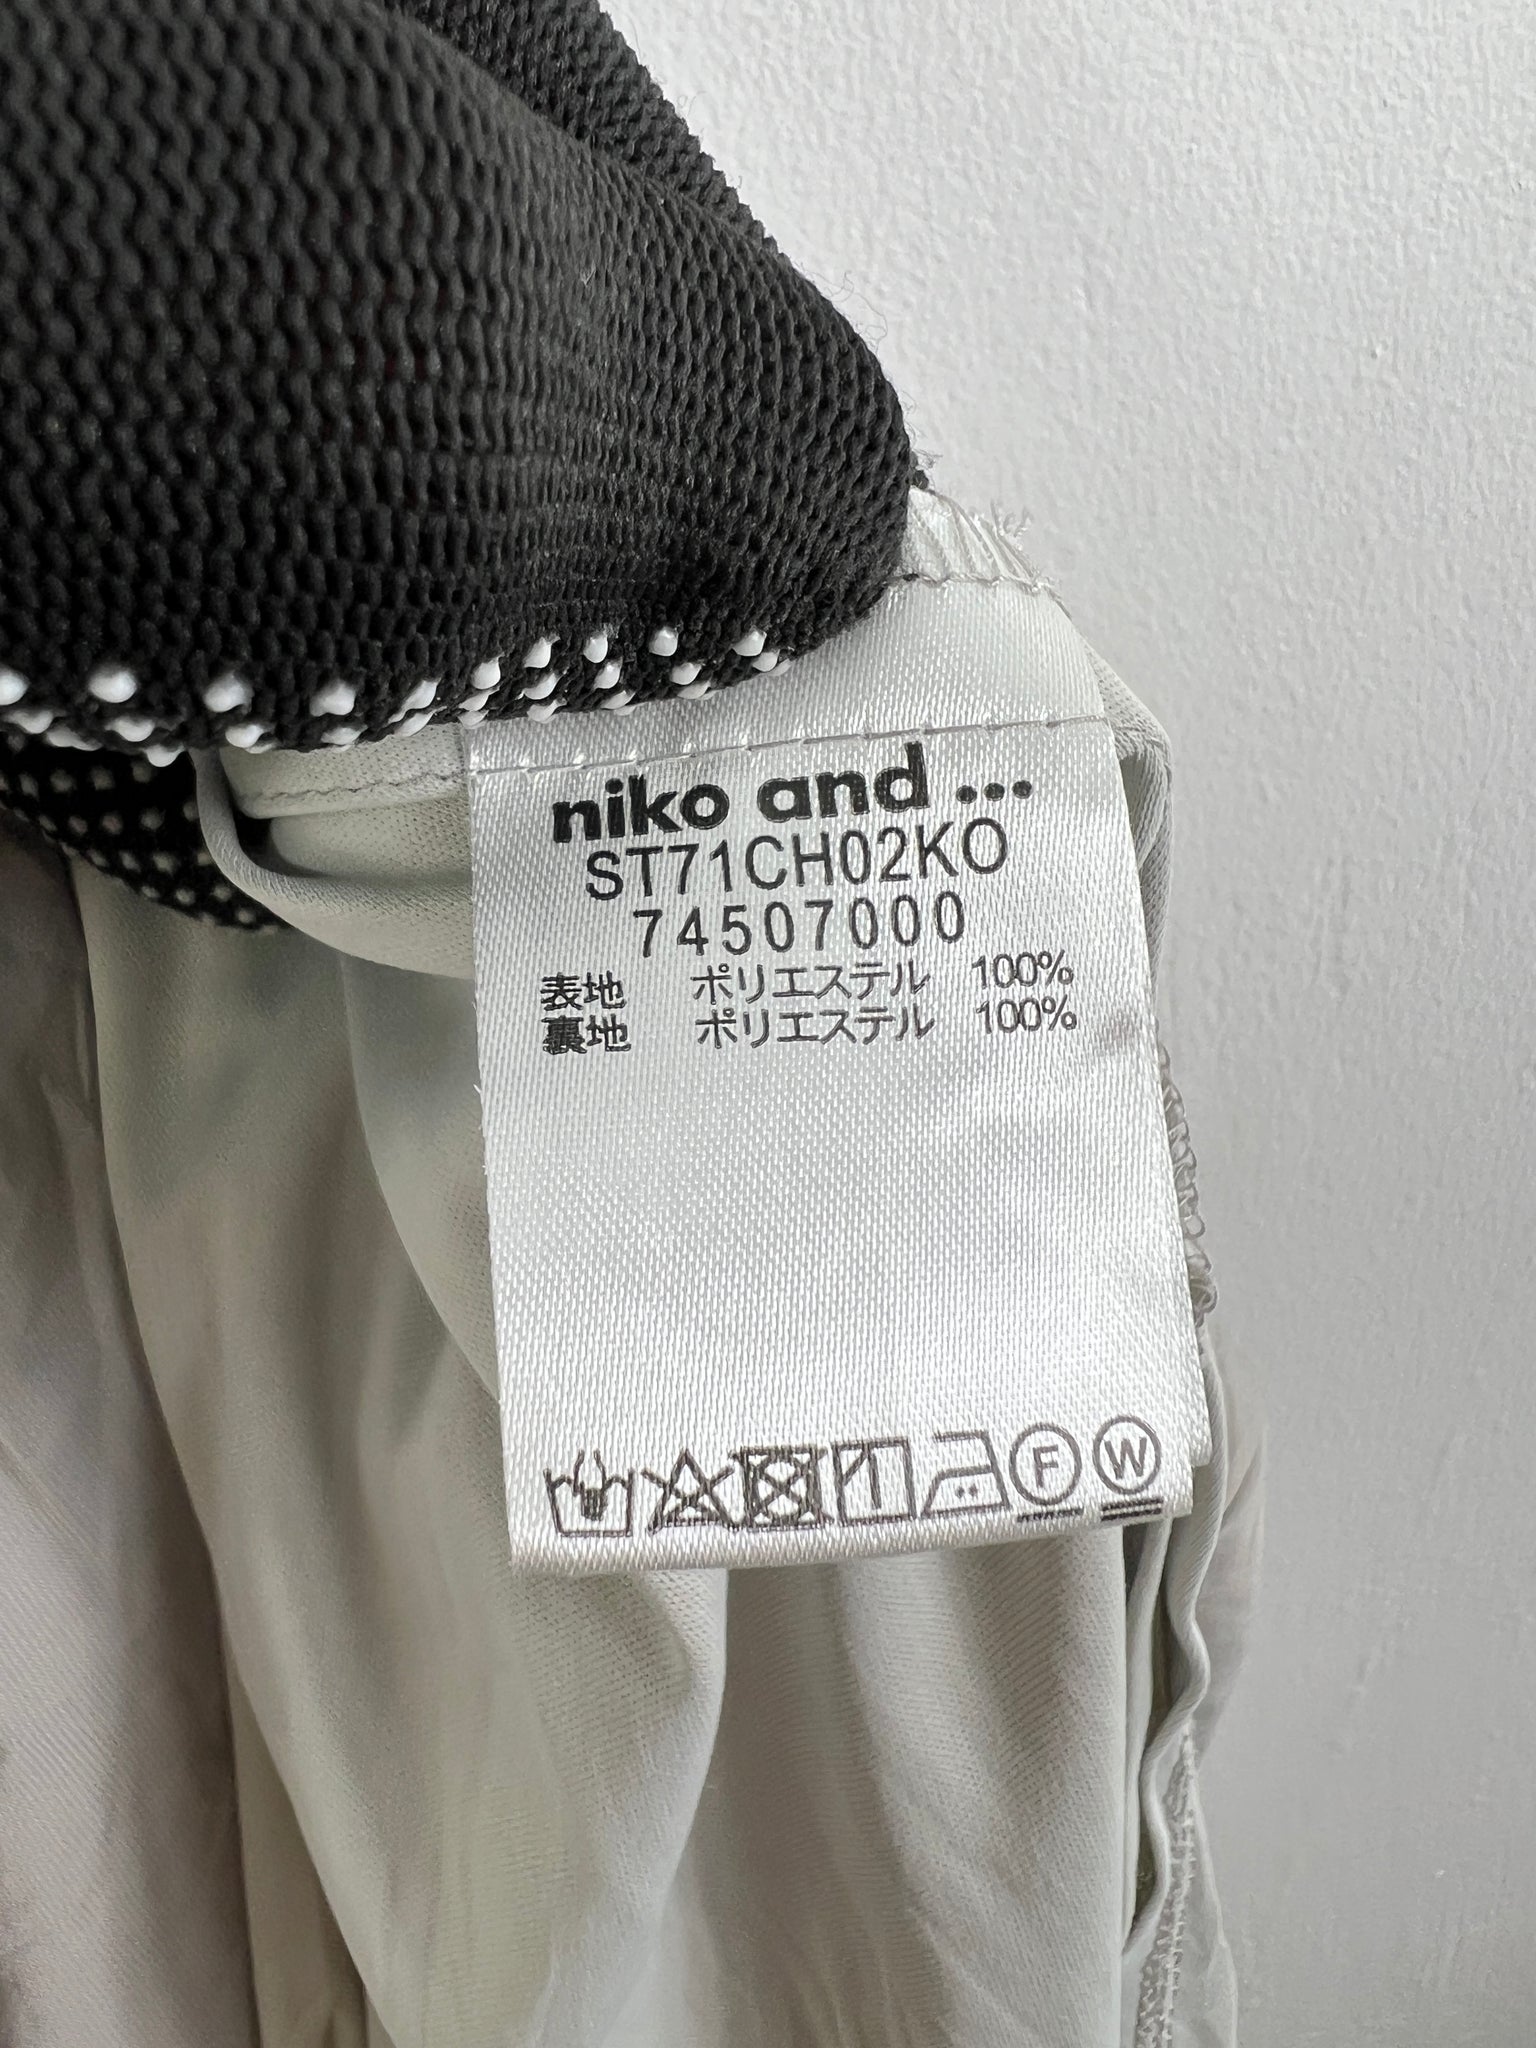 niko and ...
ST71CH02KO
74507000
表地 ポリエステル 100%
裏地 ポリエステル 100%
F W